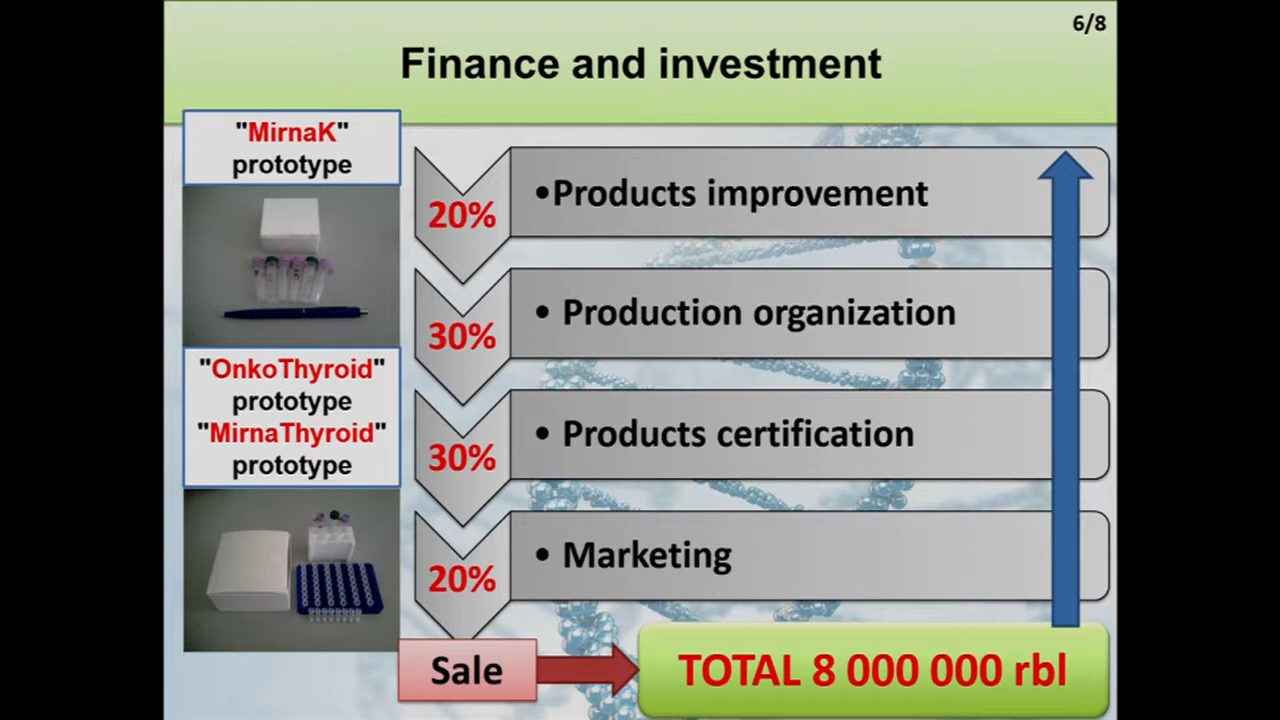 6/8
Finance and investment
"MirnaK"
prototype
"OnkoThyroid"
prototype
"MirnaThyroid"
prototype
20%
•Products improvement
30%
• Production organization
30%
• Products certification
20%
• Marketing
Sale
TOTAL 8 000 000 rbl